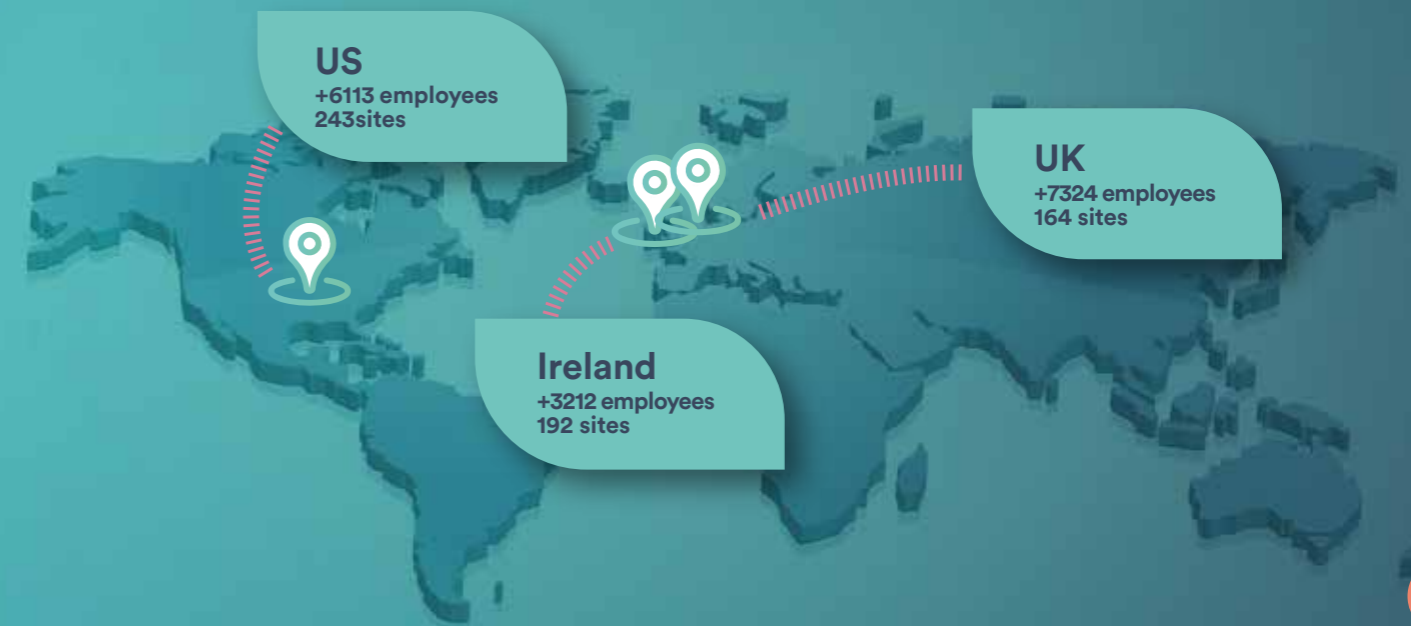 US
+6113 employees
243sites
UK
+7324 employees
164 sites
Ireland
+3212 employees
192 sites